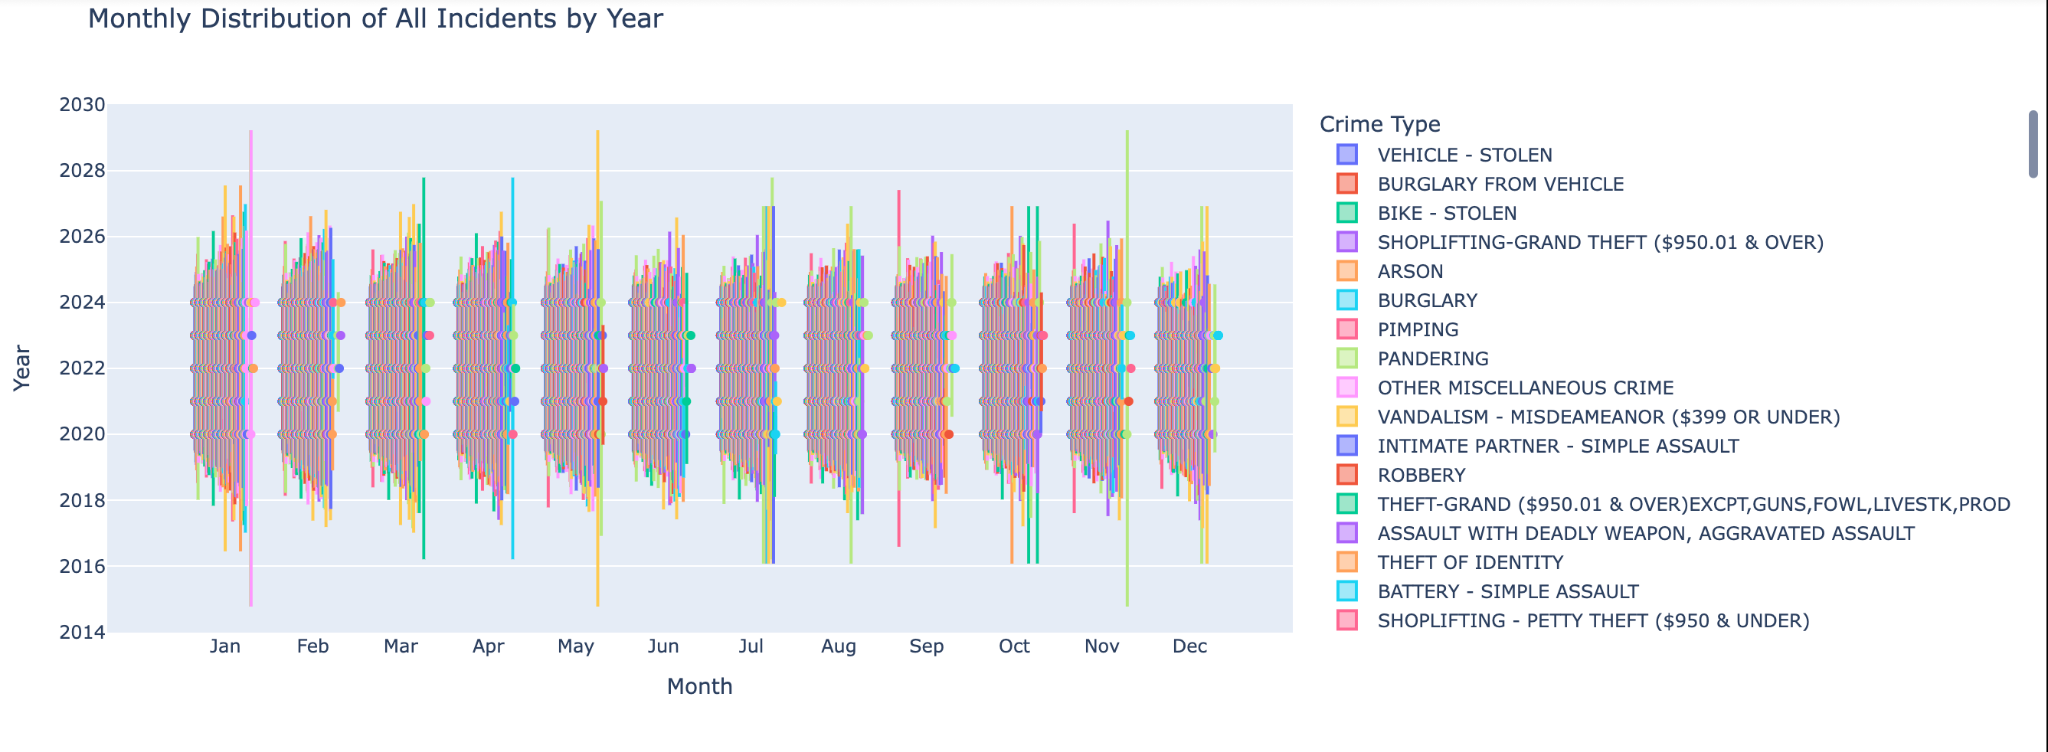 Monthly Distribution of All Incidents by Year
2030
2028
2026
2024
2022
2020
2018
2016
2014
Year
Jan Feb Mar Apr May Jun Jul Aug Sep Oct Nov Dec
Month
Crime Type
VEHICLE - STOLEN
BURGLARY FROM VEHICLE
BIKE - STOLEN
SHOPLIFTING-GRAND THEFT ($950.01 & OVER)
ARSON
BURGLARY
PIMPING
PANDERING
OTHER MISCELLANEOUS CRIME
VANDALISM - MISDEAMEANOR ($399 OR UNDER)
INTIMATE PARTNER - SIMPLE ASSAULT
ROBBERY
THEFT-GRAND ($950.01 & OVER)EXCPT,GUNS,FOWL,LIVESTK,PROD
ASSAULT WITH DEADLY WEAPON, AGGRAVATED ASSAULT
THEFT OF IDENTITY
BATTERY - SIMPLE ASSAULT
SHOPLIFTING - PETTY THEFT ($950 & UNDER)